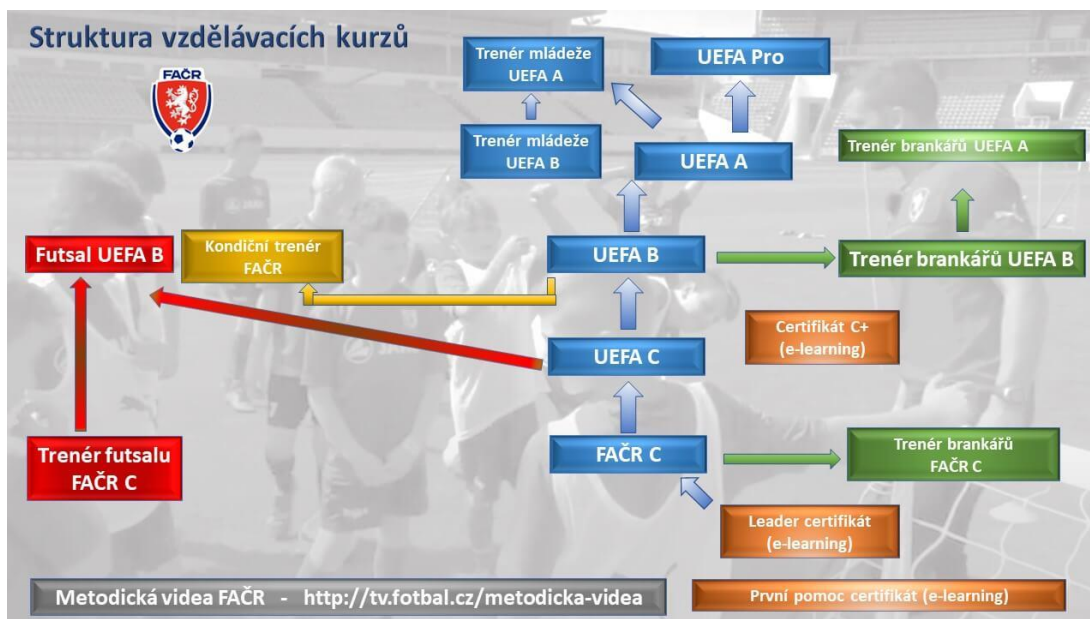 Struktura vzdělávacích kurzů
FAČR
Trenér mládeže
UEFA A
UEFA Pro
Trenér mládeže
UEFA B
UEFA A
Trenér brankářů UEFA A
Futsal UEFA B
Kondiční trenér
FAČR
UEFA B
Trenér brankářů UEFA B
Certifikát C+
(e-learning)
UEFA C
Trenér futsalu
FAČR C
FAČR C
Trenér brankářů
FAČR C
Leader certifikát
(e-learning)
Metodická videa FAČR - http://tv.fotbal.cz/metodicka-videa
První pomoc certifikát (e-learning)